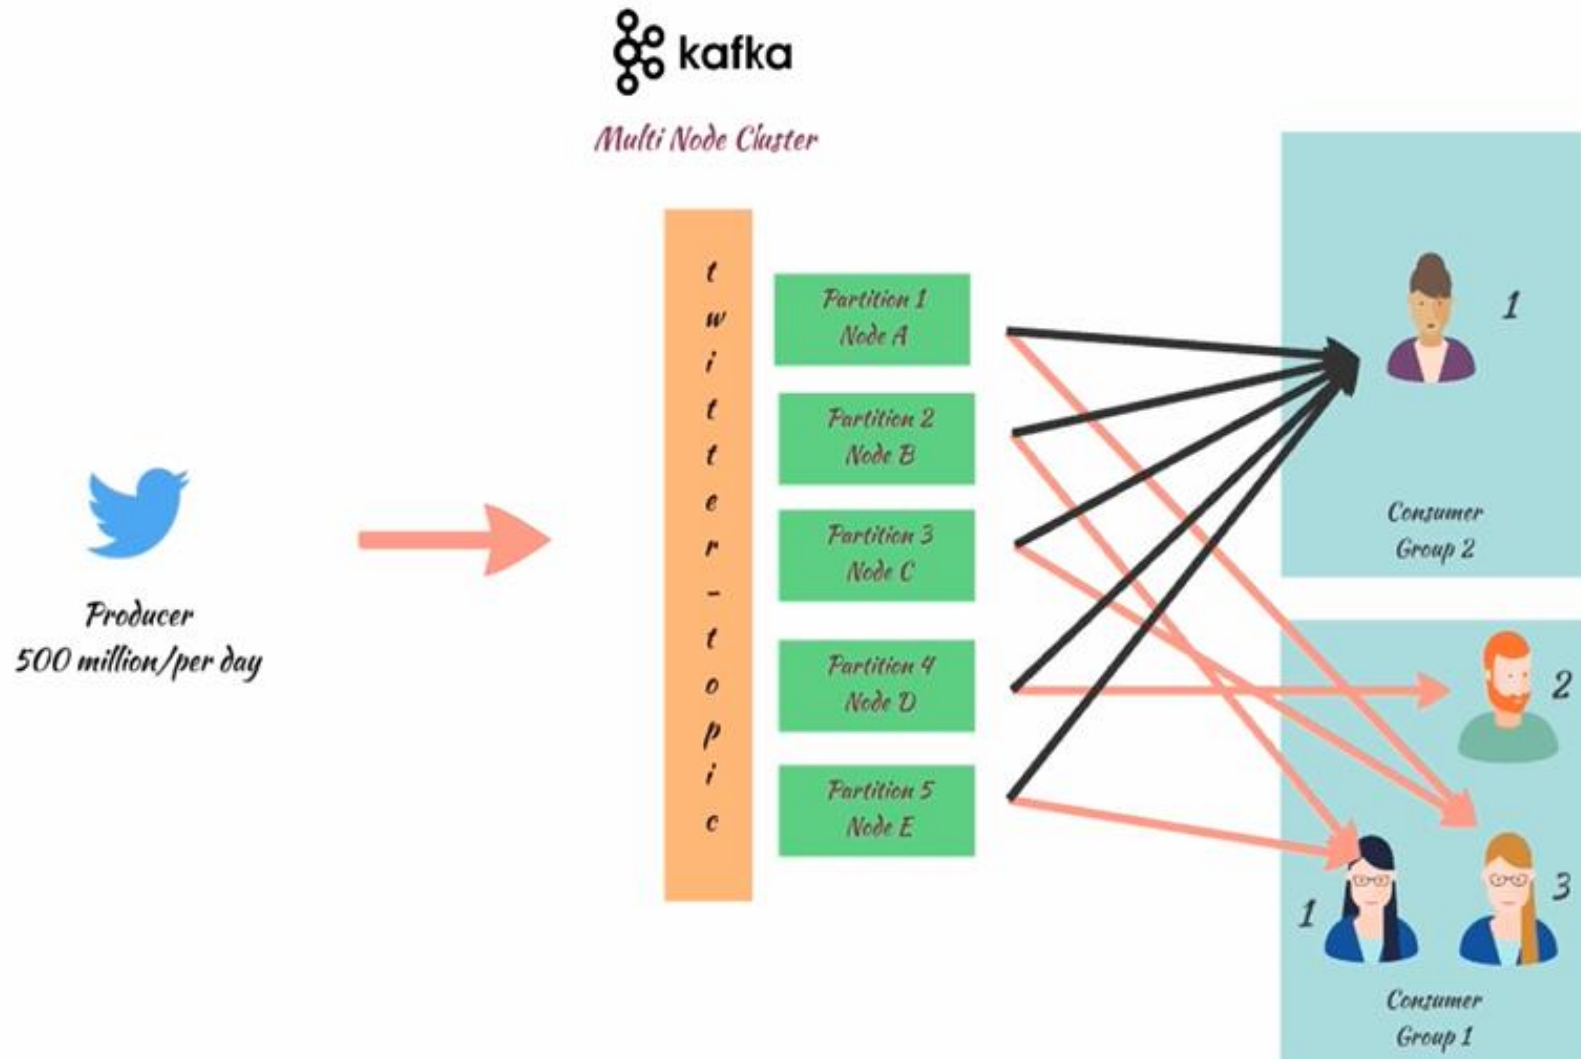 kafka
Multi Node Cluster
twitter-topic
Partition 1
Node A
Partition 2
Node B
Partition 3
Node C
Partition 4
Node D
Partition 5
Node E
Producer
500 million/per day
1
Consumer
Group 2
2
1
3
Consumer
Group 1